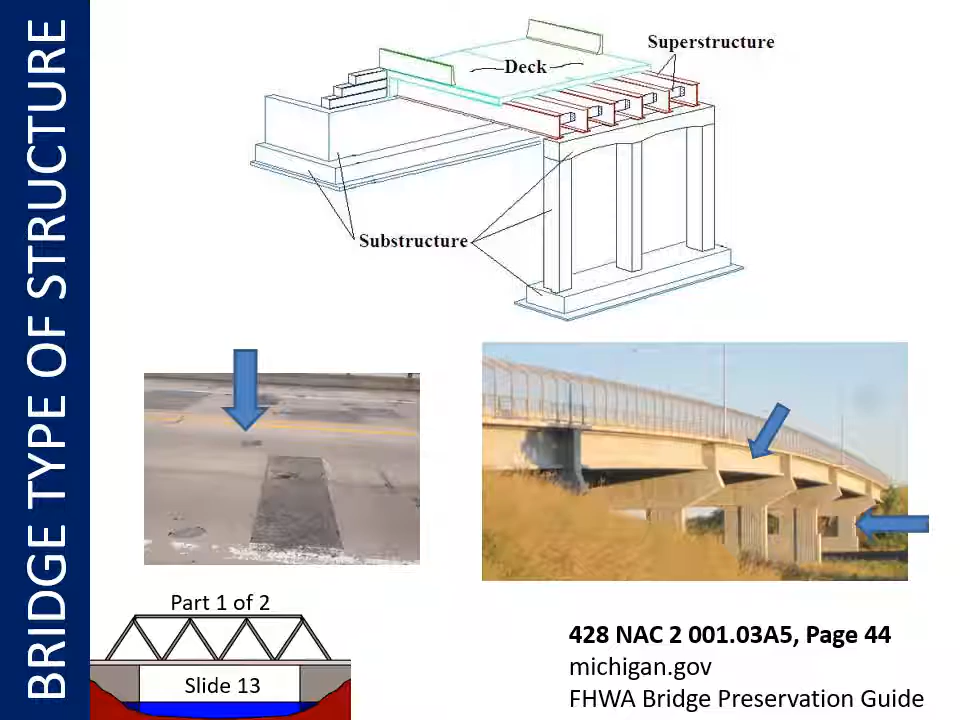 BRIDGE TYPE OF STRUCTURE
Superstructure
Deck
Substructure
Part 1 of 2
Slide 13
428 NAC 2 001.03A5, Page 44
michigan.gov
FHWA Bridge Preservation Guide